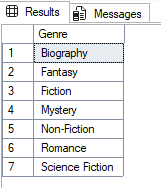 Results Messages
Genre
1 Biography
2 Fantasy
3 Fiction
4 Mystery
5 Non-Fiction
6 Romance
7 Science Fiction